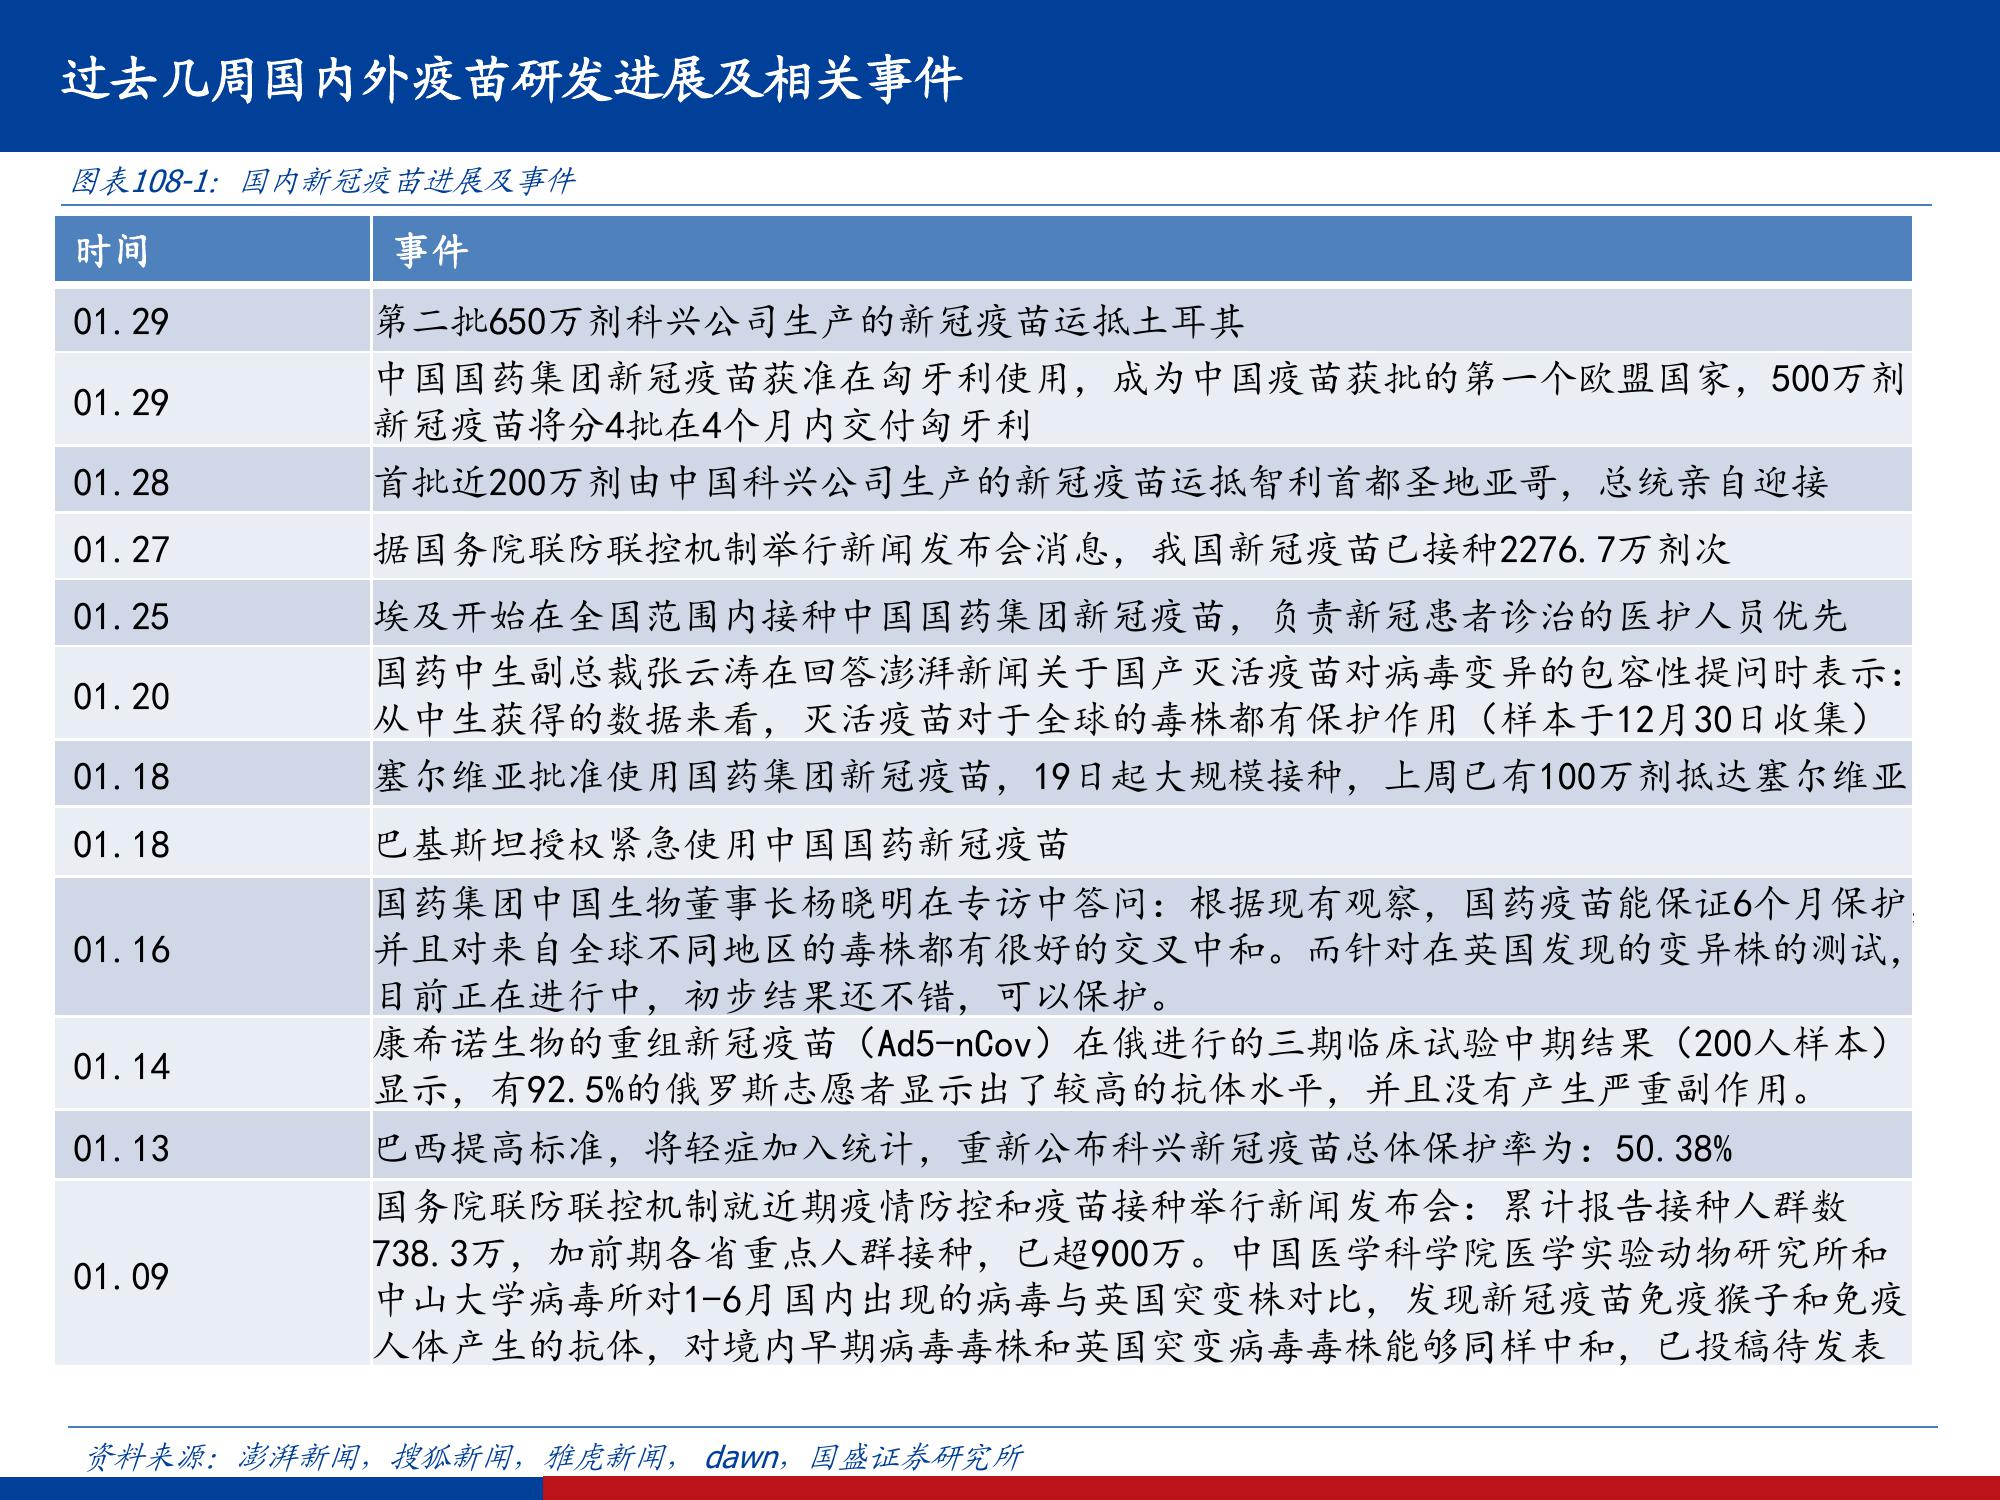 过去几周国内外疫苗研发进展及相关事件
图表108-1: 国内新冠疫苗进展及事件
时间 事件
01.29 第二批650万剂科兴公司生产的新冠疫苗运抵土耳其
01.29 中国国药集团新冠疫苗获准在匈牙利使用，成为中国疫苗获批的第一个欧盟国家，500万剂
新冠疫苗将分4批在4个月内交付匈牙利
01.28 首批近200万剂由中国科兴公司生产的新冠疫苗运抵智利首都圣地亚哥，总统亲自迎接
01.27 据国务院联防联控机制举行新闻发布会消息，我国新冠疫苗已接种2276.7万剂次
01.25 埃及开始在全国范围内接种中国国药集团新冠疫苗，负责新冠患者诊治的医护人员优先
01.20 国药中生副总裁张云涛在回答澎湃新闻关于国产灭活疫苗对病毒变异的包容性提问时表示：
从中生获得的数据来看，灭活疫苗对于全球的毒株都有保护作用（样本于12月30日收集）
01.18 塞尔维亚批准使用国药集团新冠疫苗，19日起大规模接种，上周已有100万剂抵达塞尔维亚
01.18 巴基斯坦授权紧急使用中国国药新冠疫苗
01.16 国药集团中国生物董事长杨晓明在专访中答问：根据现有观察，国药疫苗能保证6个月保护，
并且对来自全球不同地区的毒株都有很好的交叉中和。而针对在英国发现的变异株的测试，
目前正在进行中，初步结果还不错，可以保护。
01.14 康希诺生物的重组新冠疫苗（Ad5-nCov）在俄进行的三期临床试验中期结果（200人样本）
显示，有92.5%的俄罗斯志愿者显示出了较高的抗体水平，并且没有产生严重副作用。
01.13 巴西提高标准，将轻症加入统计，重新公布科兴新冠疫苗总体保护率为：50.38%
01.09 国务院联防联控机制就近期疫情防控和疫苗接种举行新闻发布会：累计报告接种人群数
738.3万，加前期各省重点人群接种，已超900万。中国医学科学院医学实验动物研究所和
中山大学病毒所对1-6月国内出现的病毒与英国突变株对比，发现新冠疫苗免疫猴子和免疫
人体产生的抗体，对境内早期病毒毒株和英国突变病毒毒株能够同样中和，已投稿待发表
资料来源：澎湃新闻，搜狐新闻，雅虎新闻， dawn，国盛证券研究所